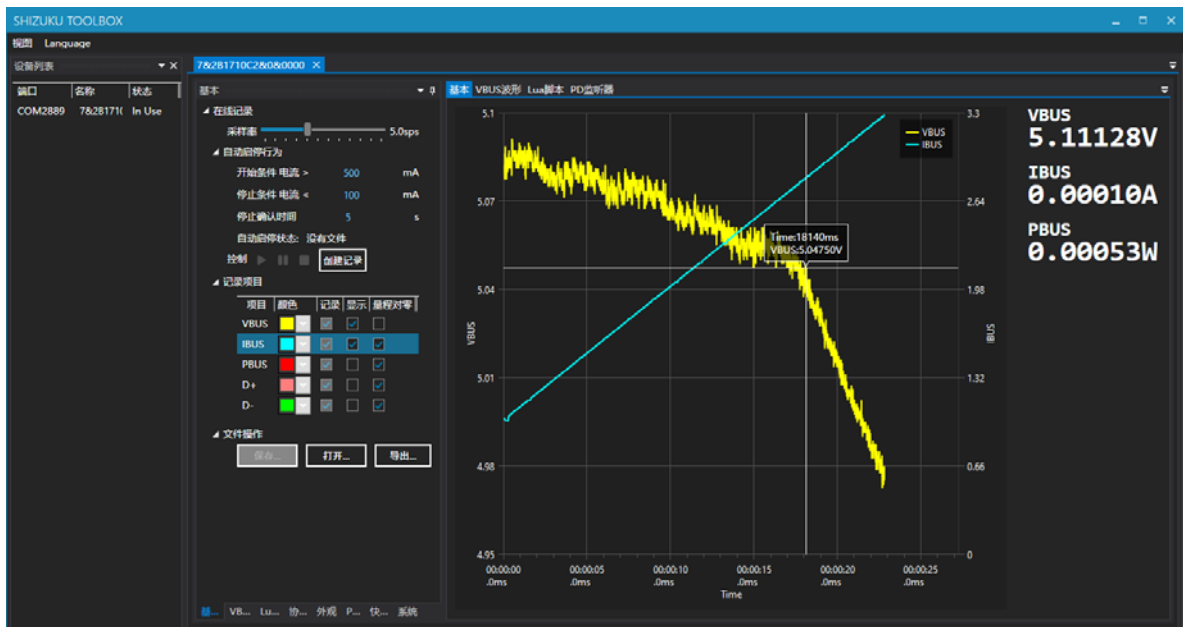 SHIZUKU TOOLBOX
视图 Language
设备列表
端口 名称 状态
COM2889 7&28171( In Use
7&2B1710C2&0&0000
基本
在线记录
采样率 5.0sps
自动启停行为
开始条件 电流 > 500 mA
停止条件 电流 < 100 mA
停止确认时间 5 s
自动启停状态: 没有文件
控制 创建记录
记录项目
项目 颜色 记录 显示 量程对零
VBUS
IBUS
PBUS
D+
D-
文件操作
保存... 打开... 导出...
基... VB... Lu... 协... 外观 P... 快... 系统
基本 VBUS波形 Lua脚本 PD监听器
5.1
5.07
5.04
5.01
4.98
4.95
VBUS
VBUS
IBUS
Time:18140ms
VBUS:5.04750V
3.3
2.64
1.98
1.32
0.66
0
IBUS
00:00:00 00:00:05 00:00:10 00:00:15 00:00:20 00:00:25
.0ms .0ms .0ms .0ms .0ms .0ms
Time
VBUS
5.11128V
IBUS
0.00010A
PBUS
0.00053W